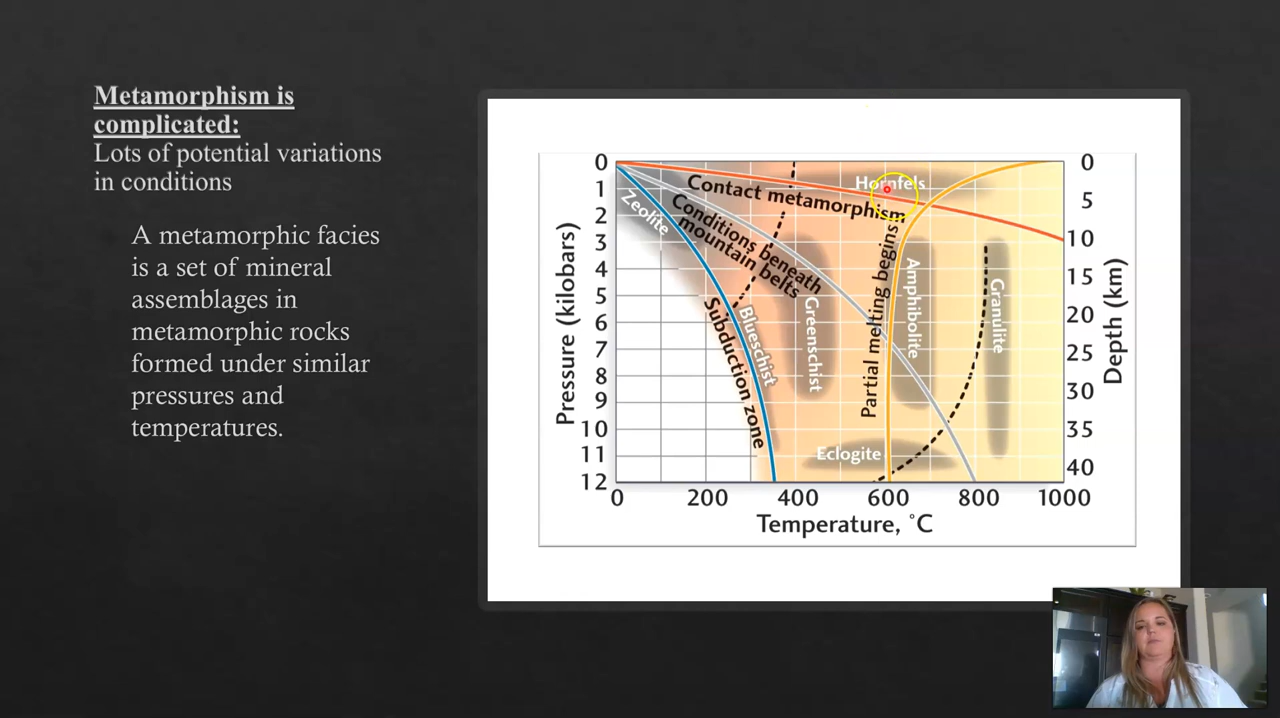 Metamorphism is
complicated:
Lots of potential variations
in conditions
A metamorphic facies
is a set of mineral
assemblages in
metamorphic rocks
formed under similar
pressures and
temperatures.
Pressure (kilobars)
0
1
2
3
4
5
6
7
8
9
10
11
12
Hornfels
Contact metamorphism
Zeolite
Conditions beneath
mountain belts
Subduction zone
Blueschist
Greenschist
Partial melting begins
Amphibolite
Granulite
Eclogite
0
5
10
15
20
25
30
35
40
Depth (km)
0 200 400 600 800 1000
Temperature, °C